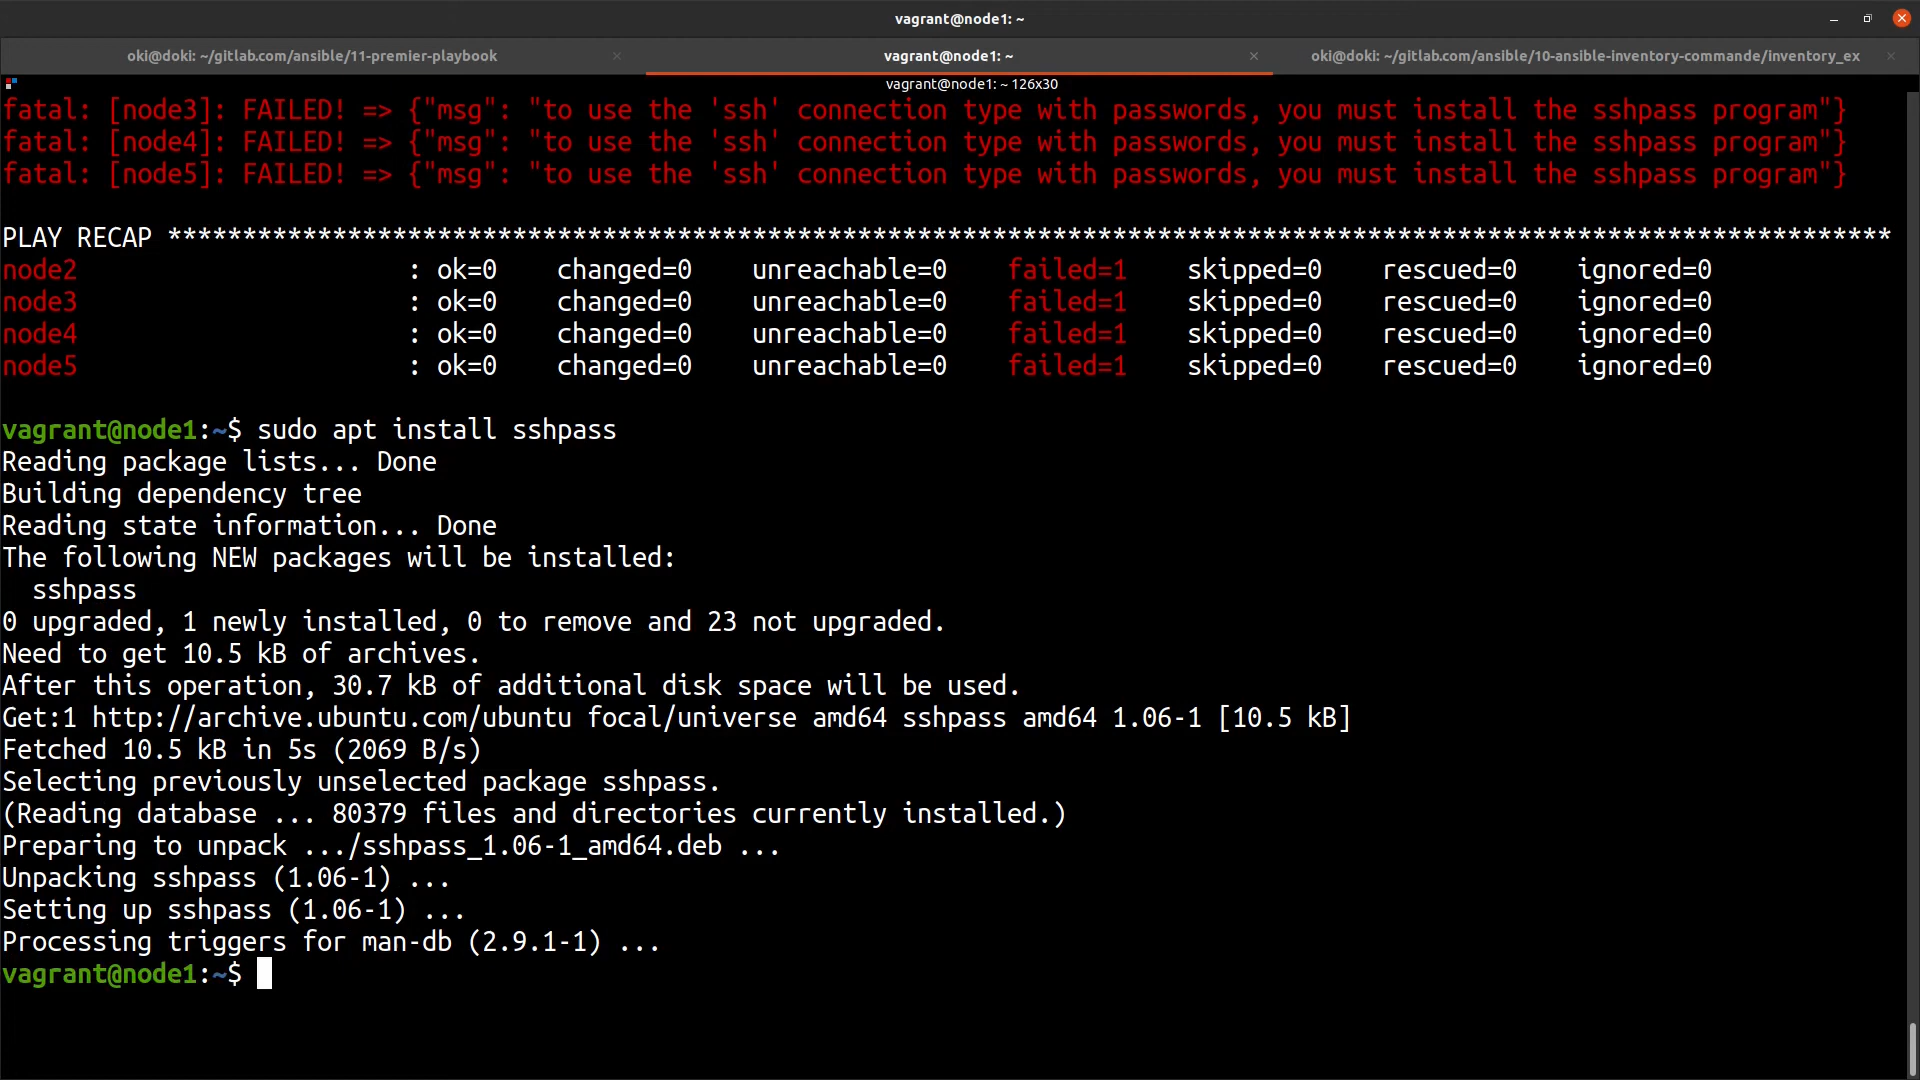 vagrant@node1: ~
oki@doki: ~/gitlab.com/ansible/11-premier-playbook
vagrant@node1: ~
oki@doki: ~/gitlab.com/ansible/10-ansible-inventory-commande/inventory_ex
vagrant@node1: ~ 126x30
fatal: [node3]: FAILED! => {"msg": "to use the 'ssh' connection type with passwords, you must install the sshpass program"}
fatal: [node4]: FAILED! => {"msg": "to use the 'ssh' connection type with passwords, you must install the sshpass program"}
fatal: [node5]: FAILED! => {"msg": "to use the 'ssh' connection type with passwords, you must install the sshpass program"}
PLAY RECAP *******************************************************************************************************************
node2                      : ok=0    changed=0    unreachable=0    failed=1    skipped=0    rescued=0    ignored=0
node3                      : ok=0    changed=0    unreachable=0    failed=1    skipped=0    rescued=0    ignored=0
node4                      : ok=0    changed=0    unreachable=0    failed=1    skipped=0    rescued=0    ignored=0
node5                      : ok=0    changed=0    unreachable=0    failed=1    skipped=0    rescued=0    ignored=0
vagrant@node1:~$ sudo apt install sshpass
Reading package lists... Done
Building dependency tree
Reading state information... Done
The following NEW packages will be installed:
  sshpass
0 upgraded, 1 newly installed, 0 to remove and 23 not upgraded.
Need to get 10.5 kB of archives.
After this operation, 30.7 kB of additional disk space will be used.
Get:1 http://archive.ubuntu.com/ubuntu focal/universe amd64 sshpass amd64 1.06-1 [10.5 kB]
Fetched 10.5 kB in 5s (2069 B/s)
Selecting previously unselected package sshpass.
(Reading database ... 80379 files and directories currently installed.)
Preparing to unpack .../sshpass_1.06-1_amd64.deb ...
Unpacking sshpass (1.06-1) ...
Setting up sshpass (1.06-1) ...
Processing triggers for man-db (2.9.1-1) ...
vagrant@node1:~$